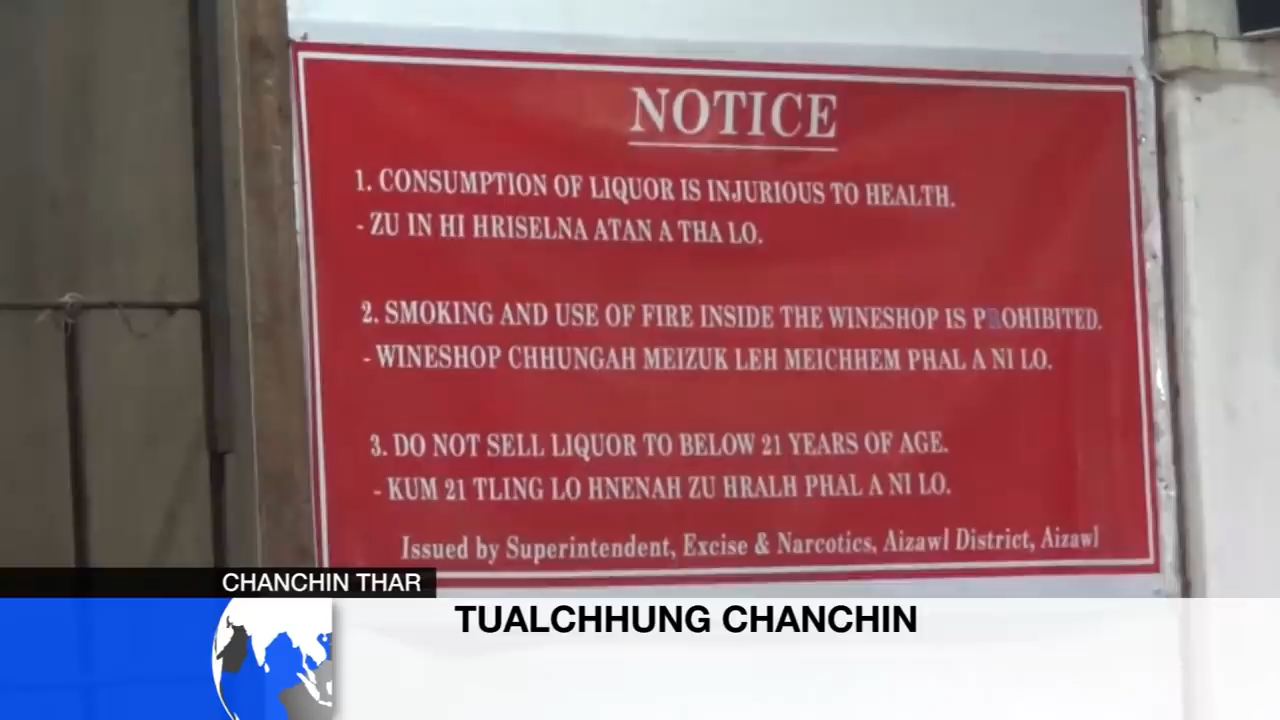 NOTICE
1. CONSUMPTION OF LIQUOR IS INJURIOUS TO HEALTH.
- ZU IN HI HRISELNA ATAN A THA LO.
2. SMOKING AND USE OF FIRE INSIDE THE WINESHOP IS PROHIBITED.
- WINESHOP CHHUNGAH MEIZUK LEH MEICHHEM PHAL A NI LO.
3. DO NOT SELL LIQUOR TO BELOW 21 YEARS OF AGE.
- KUM 21 TLING LO HNENAH ZU HRALH PHAL A NI LO.
Issued by Superintendent, Excise & Narcotics, Aizawl District, Aizawl
CHANCHIN THAR
TUALCHHUNG CHANCHIN